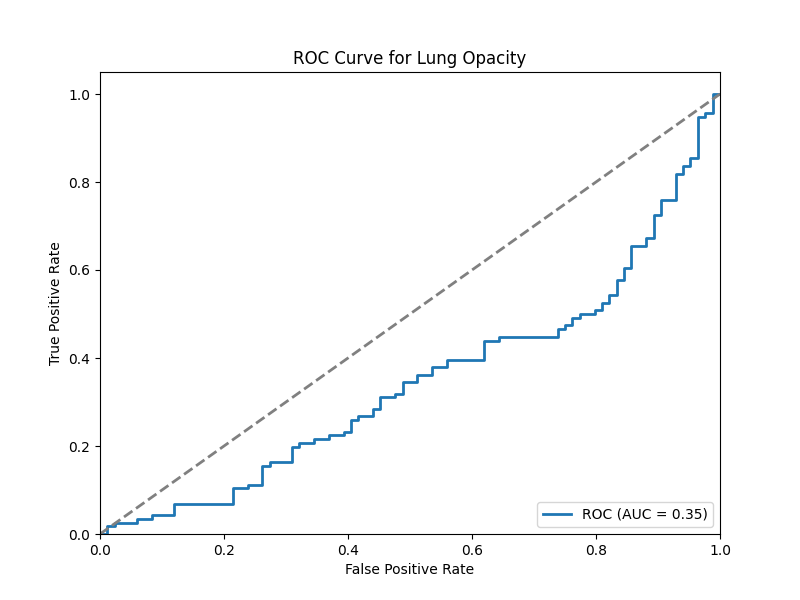 ROC Curve for Lung Opacity
1.0
0.8
0.6
0.4
0.2
0.0
True Positive Rate
ROC (AUC = 0.35)
0.0 0.2 0.4 0.6 0.8 1.0
False Positive Rate